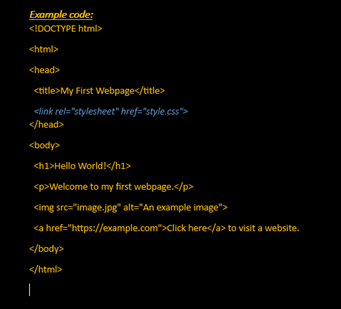 Example code:
<!DOCTYPE html>
<html>
<head>
<title>My First Webpage</title>
<link rel="stylesheet" href="style.css">
</head>
<body>
<h1>Hello World!</h1>
<p>Welcome to my first webpage.</p>
<img src="image.jpg" alt="An example image">
<a href="https://example.com">Click here</a> to visit a website.
</body>
</html>